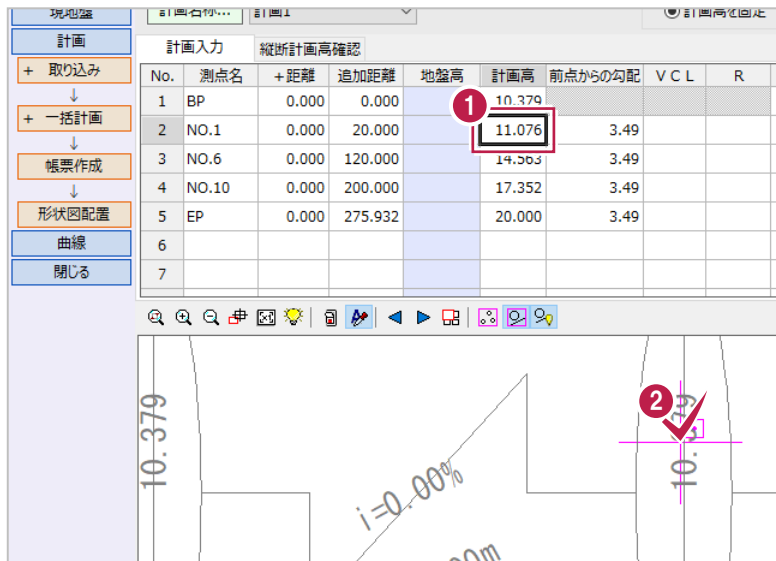 現地盤
計画名称... 計画1 計画高を固定
計画
+ 取り込み
↓
+ 一括計画
↓
帳票作成
↓
形状図配置
曲線
閉じる
計画入力 縦断計画高確認
No. 測点名 +距離 追加距離 地盤高 計画高 前点からの勾配 VCL R
1 BP 0.000 0.000 10.379
2 NO.1 0.000 20.000 11.076 3.49
3 NO.6 0.000 120.000 14.563 3.49
4 NO.10 0.000 200.000 17.352 3.49
5 EP 0.000 275.932 20.000 3.49
6
7
1
2
10.379
i=0.00%
00m
10.379